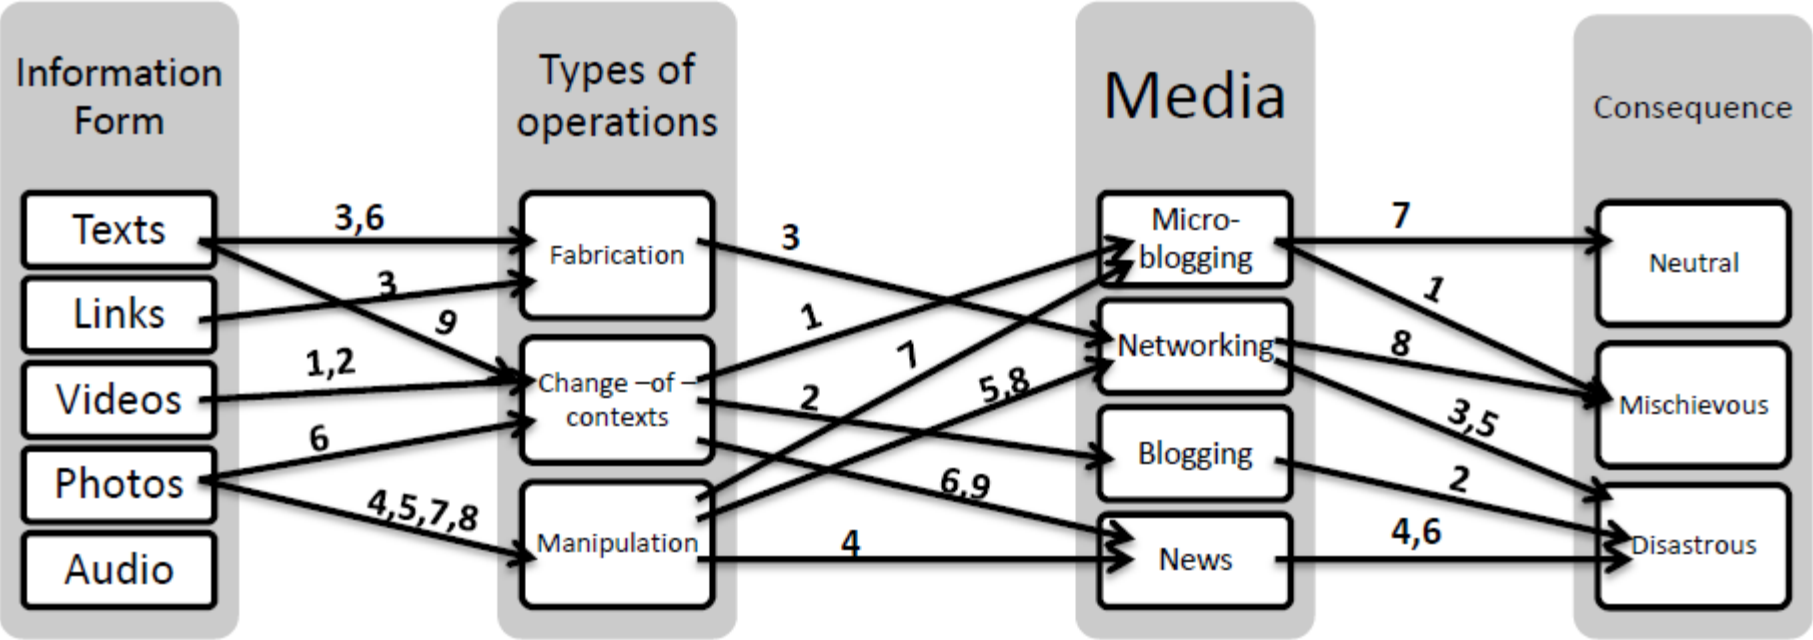 Information
Form
Texts
Links
Videos
Photos
Audio
3,6
3
9
1,2
6
4,5,7,8
Types of
operations
Fabrication
Change –of –
contexts
Manipulation
3
1
7
5,8
2
6,9
4
Media
Micro-
blogging
Networking
Blogging
News
7
1
8
3,5
2
4,6
Consequence
Neutral
Mischievous
Disastrous